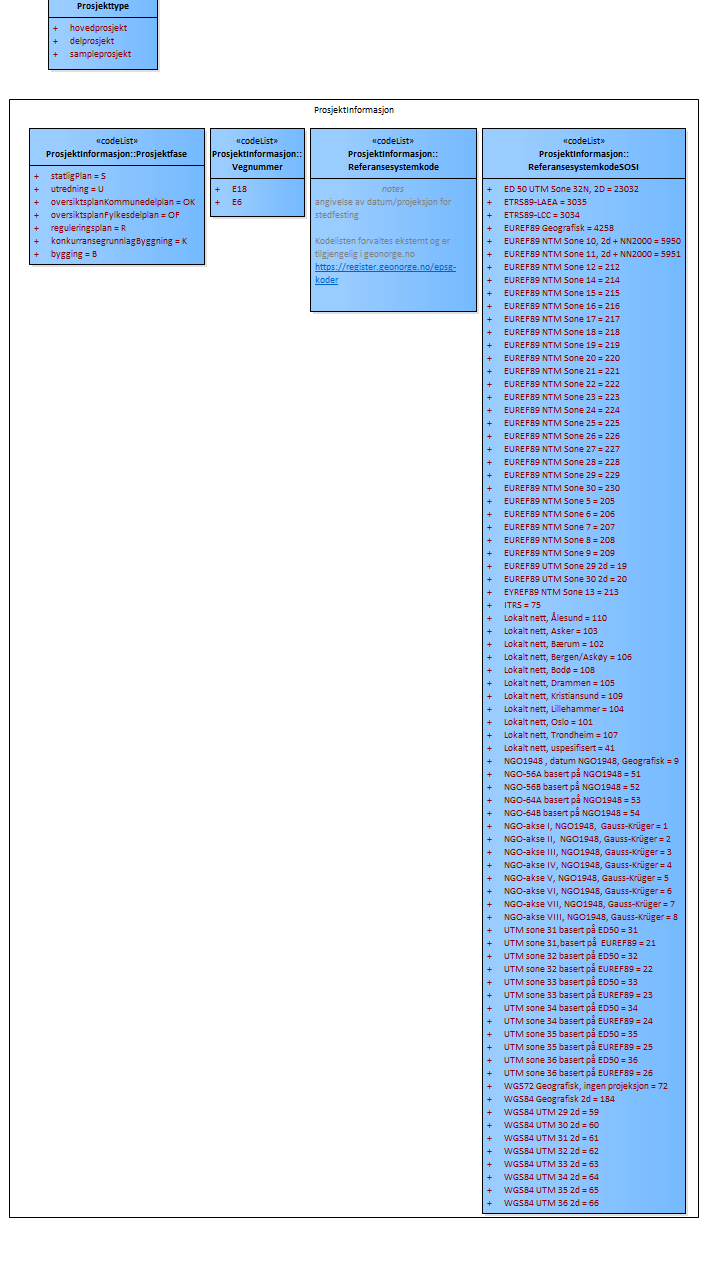 Prosjekttype
+ hovedprosjekt
+ delprosjekt
+ sampleprosjekt
ProsjektInformasjon
«codeList»
ProsjektInformasjon::Prosjektfase
+ statligPlan = S
+ utredning = U
+ oversiktsplanKommunedelplan = OK
+ oversiktsplanFylkesdelplan = OF
+ reguleringsplan = R
+ konkurransegrunnlagByggning = K
+ bygging = B
«codeList»
ProsjektInformasjon::
Vegnummer
+ E18
+ E6
«codeList»
ProsjektInformasjon::
Referansesystemkode
notes
angivelse av datum/projeksjon for
stedfesting
Kodelisten forvaltes eksternt og er
tilgjengelig i geonorge.no
https://register.geonorge.no/epsg-
koder
«codeList»
ProsjektInformasjon::
ReferansesystemkodeSOSI
+ ED 50 UTM Sone 32N, 2D = 23032
+ ETRS89-LAEA = 3035
+ ETRS89-LCC = 3034
+ EUREF89 Geografisk = 4258
+ EUREF89 NTM Sone 10, 2d + NN2000 = 5950
+ EUREF89 NTM Sone 11, 2d + NN2000 = 5951
+ EUREF89 NTM Sone 12 = 212
+ EUREF89 NTM Sone 14 = 214
+ EUREF89 NTM Sone 15 = 215
+ EUREF89 NTM Sone 16 = 216
+ EUREF89 NTM Sone 17 = 217
+ EUREF89 NTM Sone 18 = 218
+ EUREF89 NTM Sone 19 = 219
+ EUREF89 NTM Sone 20 = 220
+ EUREF89 NTM Sone 21 = 221
+ EUREF89 NTM Sone 22 = 222
+ EUREF89 NTM Sone 23 = 223
+ EUREF89 NTM Sone 24 = 224
+ EUREF89 NTM Sone 25 = 225
+ EUREF89 NTM Sone 26 = 226
+ EUREF89 NTM Sone 27 = 227
+ EUREF89 NTM Sone 28 = 228
+ EUREF89 NTM Sone 29 = 229
+ EUREF89 NTM Sone 30 = 230
+ EUREF89 NTM Sone 5 = 205
+ EUREF89 NTM Sone 6 = 206
+ EUREF89 NTM Sone 7 = 207
+ EUREF89 NTM Sone 8 = 208
+ EUREF89 NTM Sone 9 = 209
+ EUREF89 UTM Sone 29 2d = 19
+ EUREF89 UTM Sone 30 2d = 20
+ EYREF89 NTM Sone 13 = 213
+ ITRS = 75
+ Lokalt nett, Ålesund = 110
+ Lokalt nett, Asker = 103
+ Lokalt nett, Bærum = 102
+ Lokalt nett, Bergen/Askøy = 106
+ Lokalt nett, Bodø = 108
+ Lokalt nett, Drammen = 105
+ Lokalt nett, Kristiansund = 109
+ Lokalt nett, Lillehammer = 104
+ Lokalt nett, Oslo = 101
+ Lokalt nett, Trondheim = 107
+ Lokalt nett, uspesifisert = 41
+ NGO1948 , datum NGO1948, Geografisk = 9
+ NGO-56A basert på NGO1948 = 51
+ NGO-56B basert på NGO1948 = 52
+ NGO-64A basert på NGO1948 = 53
+ NGO-64B basert på NGO1948 = 54
+ NGO-akse I, NGO1948, Gauss-Krüger = 1
+ NGO-akse II, NGO1948, Gauss-Krüger = 2
+ NGO-akse III, NGO1948, Gauss-Krüger = 3
+ NGO-akse IV, NGO1948, Gauss-Krüger = 4
+ NGO-akse V, NGO1948, Gauss-Krüger = 5
+ NGO-akse VI, NGO1948, Gauss-Krüger = 6
+ NGO-akse VII, NGO1948, Gauss-Krüger = 7
+ NGO-akse VIII, NGO1948, Gauss-Krüger = 8
+ UTM sone 31 basert på ED50 = 31
+ UTM sone 31,basert på EUREF89 = 21
+ UTM sone 32 basert på ED50 = 32
+ UTM sone 32 basert på EUREF89 = 22
+ UTM sone 33 basert på ED50 = 33
+ UTM sone 33 basert på EUREF89 = 23
+ UTM sone 34 basert på ED50 = 34
+ UTM sone 34 basert på EUREF89 = 24
+ UTM sone 35 basert på ED50 = 35
+ UTM sone 35 basert på EUREF89 = 25
+ UTM sone 36 basert på ED50 = 36
+ UTM sone 36 basert på EUREF89 = 26
+ WGS72 Geografisk, ingen projeksjon = 72
+ WGS84 Geografisk 2d = 184
+ WGS84 UTM 29 2d = 59
+ WGS84 UTM 30 2d = 60
+ WGS84 UTM 31 2d = 61
+ WGS84 UTM 32 2d = 62
+ WGS84 UTM 33 2d = 63
+ WGS84 UTM 34 2d = 64
+ WGS84 UTM 35 2d = 65
+ WGS84 UTM 36 2d = 66